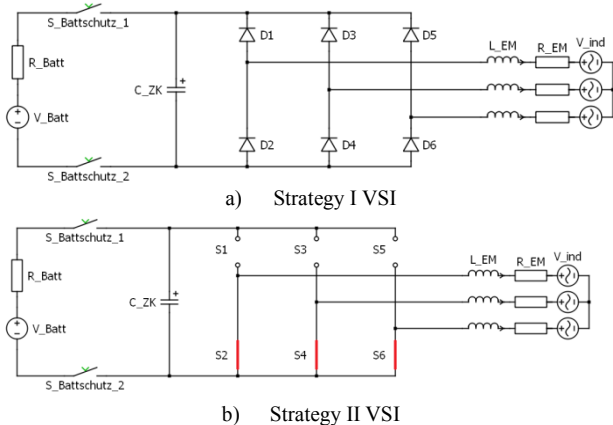 S_Battschutz_1
D1
D3
D5
L_EM
R_EM
V_ind
R_Batt
C_ZK
+
V_Batt
D2
D4
D6
S_Battschutz_2
a) Strategy I VSI
S_Battschutz_1
S1
S3
S5
L_EM
R_EM
V_ind
R_Batt
C_ZK
+
V_Batt
S2
S4
S6
S_Battschutz_2
b) Strategy II VSI